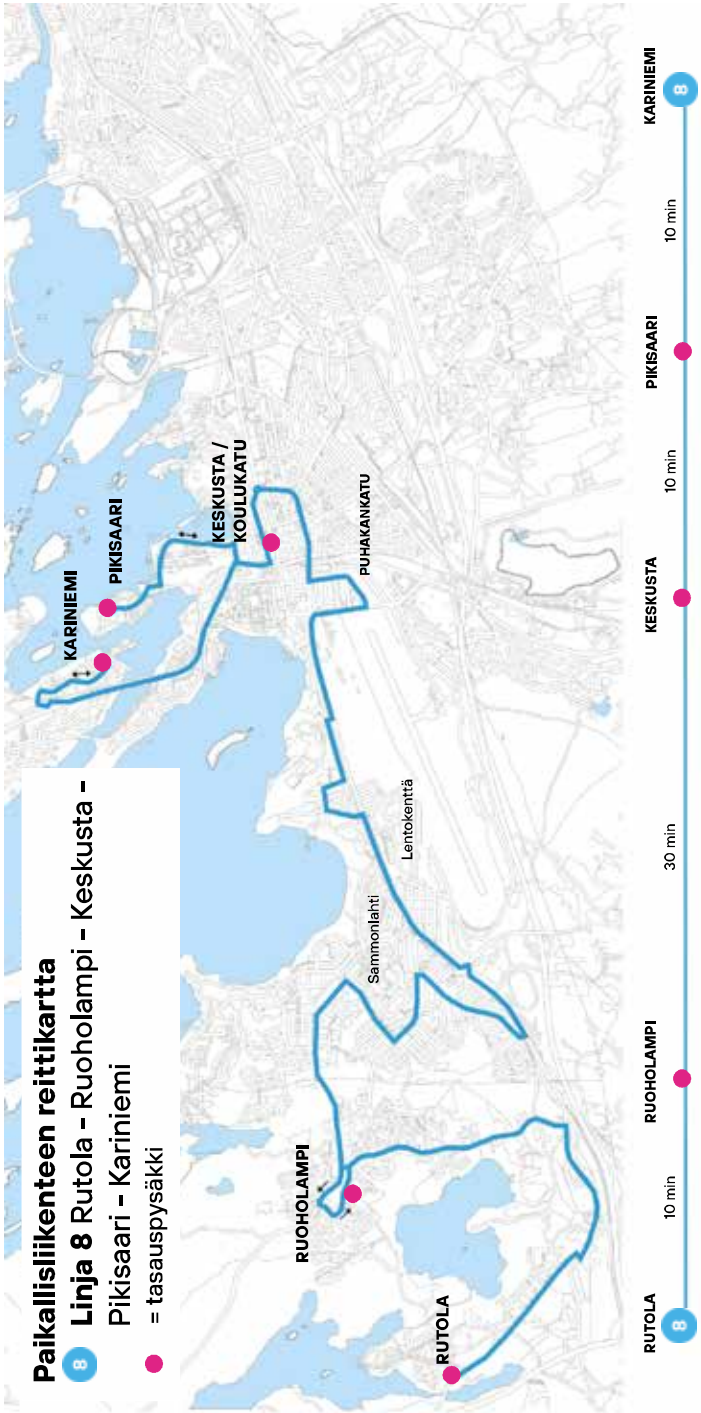 Paikallisliikenteen reittikartta
8 Linja 8 Rutola – Ruoholampi – Keskusta –
Pikisaari – Kariniemi
= tasauspysäkki
KARINIEMI
PIKISAARI
KESKUSTA /
KOULUKATU
PUHAKANKATU
Lentokenttä
Sammonlahti
RUOHOLAMPI
RUTOLA
RUTOLA
RUOHOLAMPI
KESKUSTA
PIKISAARI
KARINIEMI
8
10 min
30 min
10 min
10 min
8